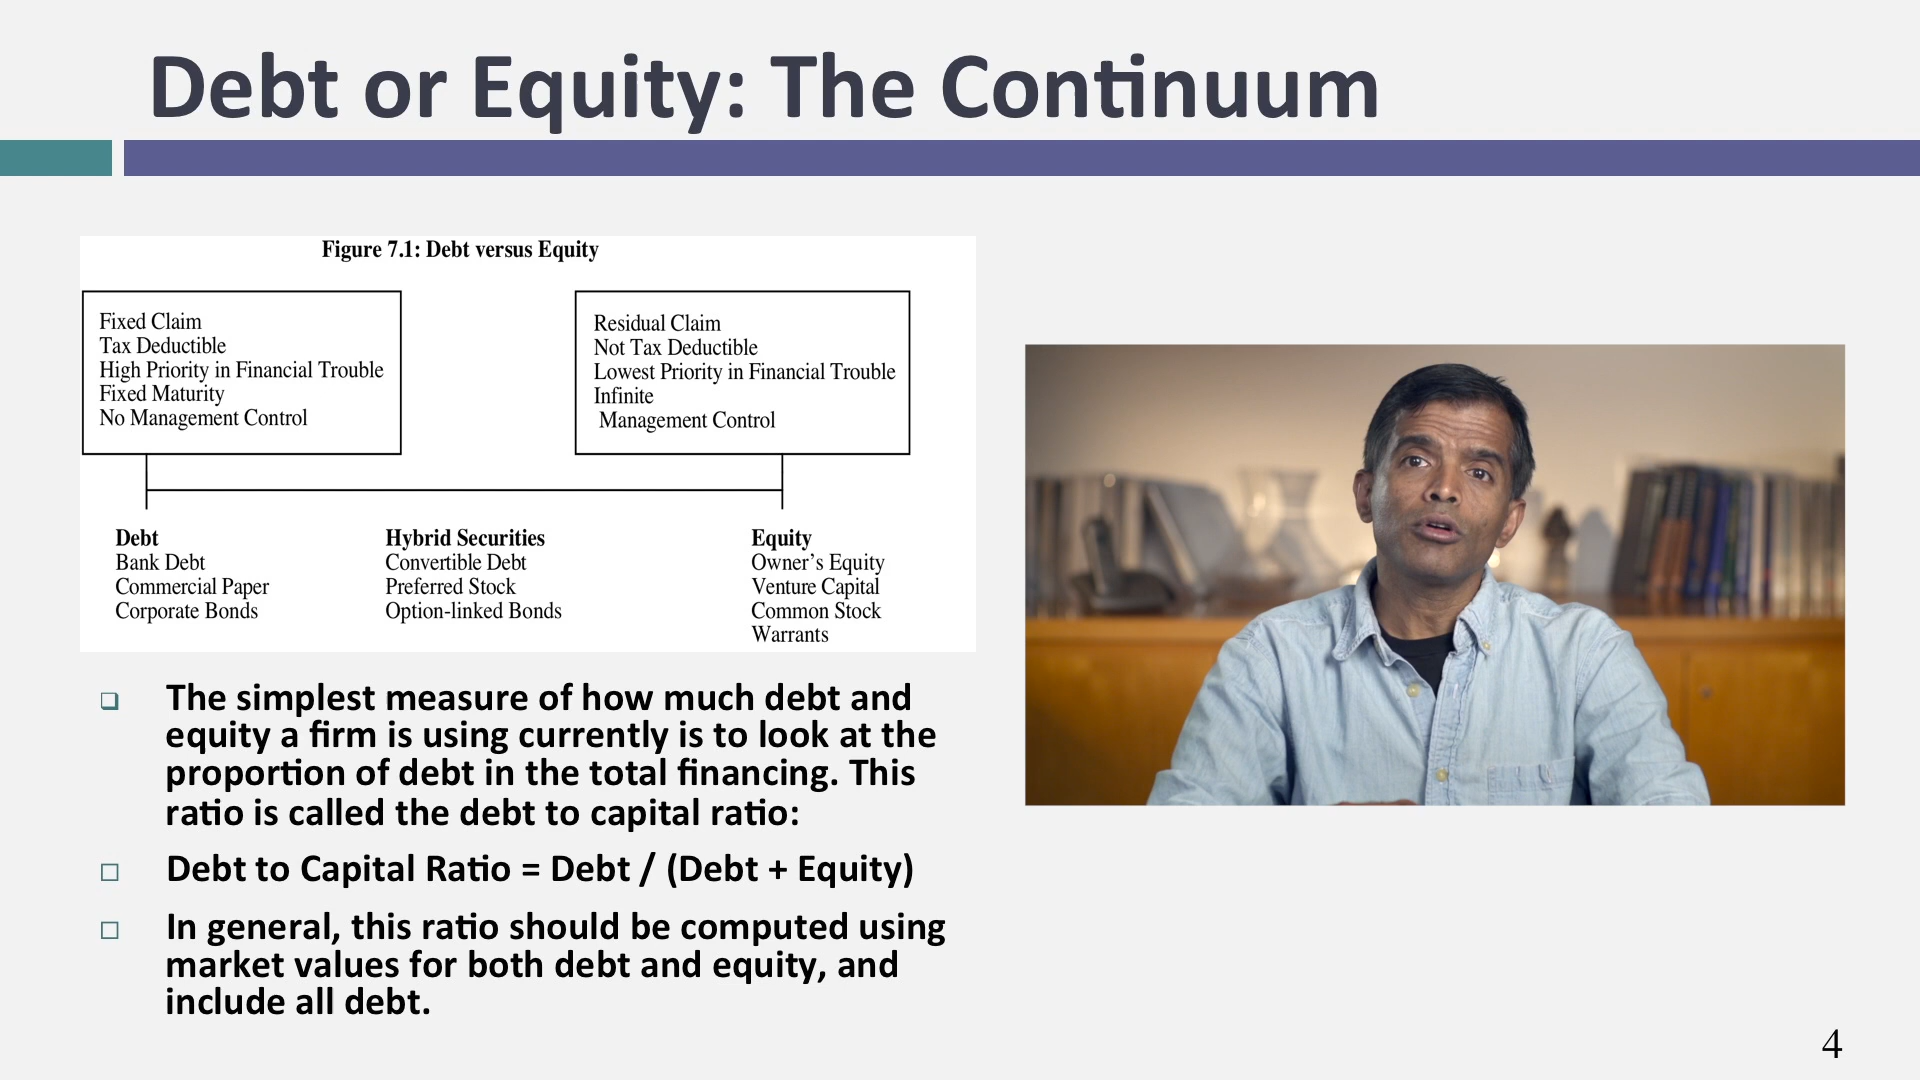 Debt or Equity: The Continuum
Figure 7.1: Debt versus Equity
Fixed Claim
Tax Deductible
High Priority in Financial Trouble
Fixed Maturity
No Management Control
Residual Claim
Not Tax Deductible
Lowest Priority in Financial Trouble
Infinite
Management Control
Debt
Bank Debt
Commercial Paper
Corporate Bonds
Hybrid Securities
Convertible Debt
Preferred Stock
Option-linked Bonds
Equity
Owner's Equity
Venture Capital
Common Stock
Warrants
The simplest measure of how much debt and
equity a firm is using currently is to look at the
proportion of debt in the total financing. This
ratio is called the debt to capital ratio:
Debt to Capital Ratio = Debt / (Debt + Equity)
In general, this ratio should be computed using
market values for both debt and equity, and
include all debt.
4